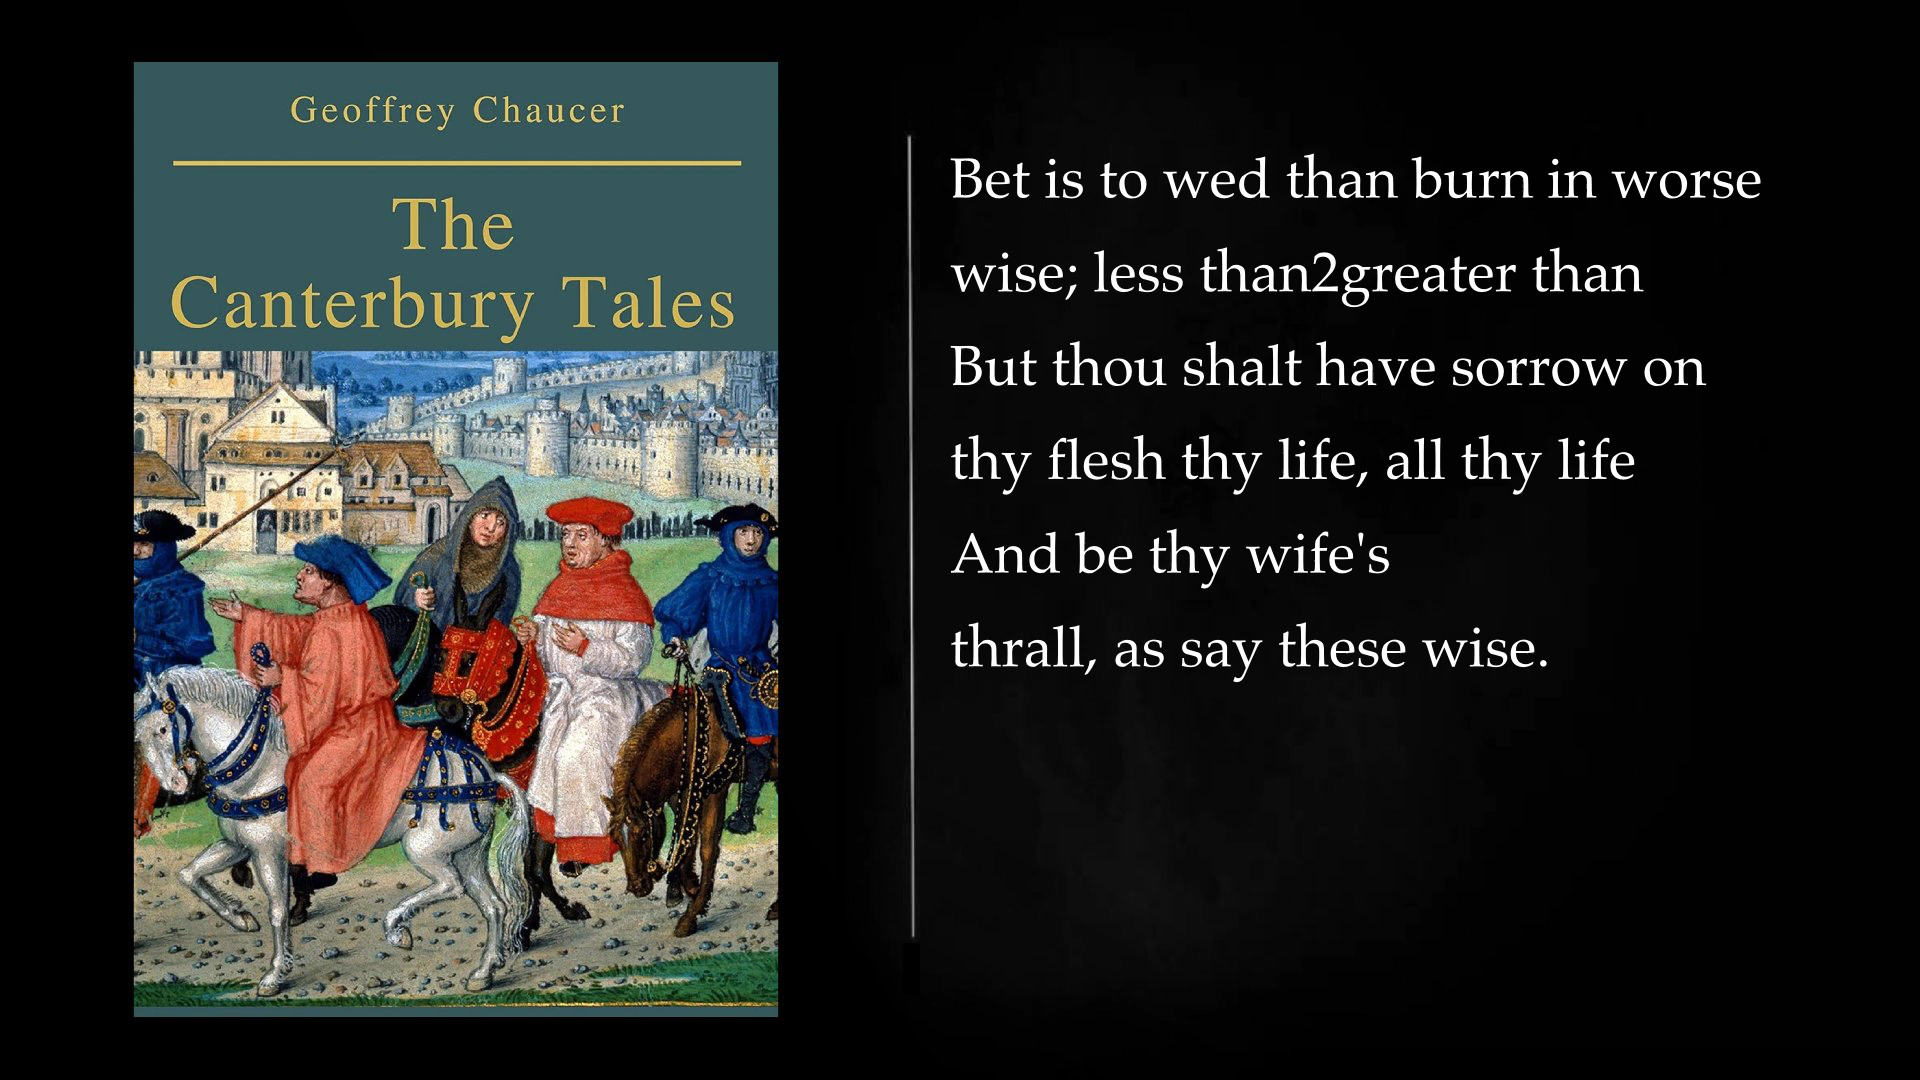 Geoffrey Chaucer
The
Canterbury Tales
Bet is to wed than burn in worse
wise; less than2greater than
But thou shalt have sorrow on
thy flesh thy life, all thy life
And be thy wife's
thrall, as say these wise.